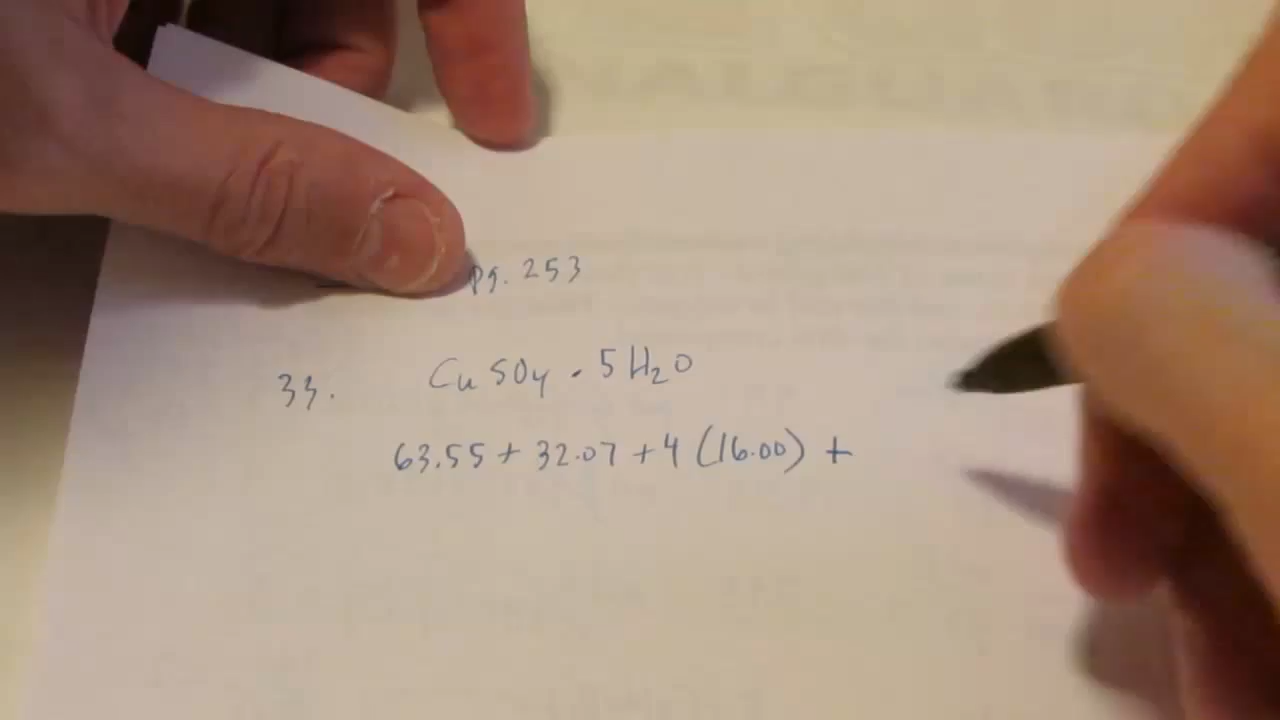 pg. 253
33. CuSO₄ · 5H₂O
63.55 + 32.07 + 4 (16.00) +